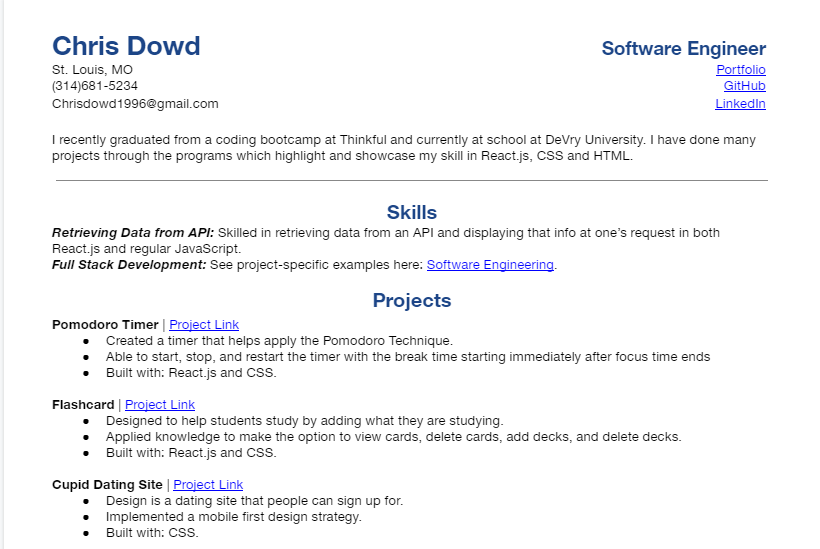 Chris Dowd
Software Engineer
St. Louis, MO
Portfolio
(314)681-5234
GitHub
Chrisdowd1996@gmail.com
LinkedIn
I recently graduated from a coding bootcamp at Thinkful and currently at school at DeVry University. I have done many
projects through the programs which highlight and showcase my skill in React.js, CSS and HTML.
Skills
Retrieving Data from API: Skilled in retrieving data from an API and displaying that info at one's request in both
React.js and regular JavaScript.
Full Stack Development: See project-specific examples here: Software Engineering.
Projects
Pomodoro Timer | Project Link
● Created a timer that helps apply the Pomodoro Technique.
● Able to start, stop, and restart the timer with the break time starting immediately after focus time ends
● Built with: React.js and CSS.
Flashcard | Project Link
● Designed to help students study by adding what they are studying.
● Applied knowledge to make the option to view cards, delete cards, add decks, and delete decks.
● Built with: React.js and CSS.
Cupid Dating Site | Project Link
● Design is a dating site that people can sign up for.
● Implemented a mobile first design strategy.
● Built with: CSS.